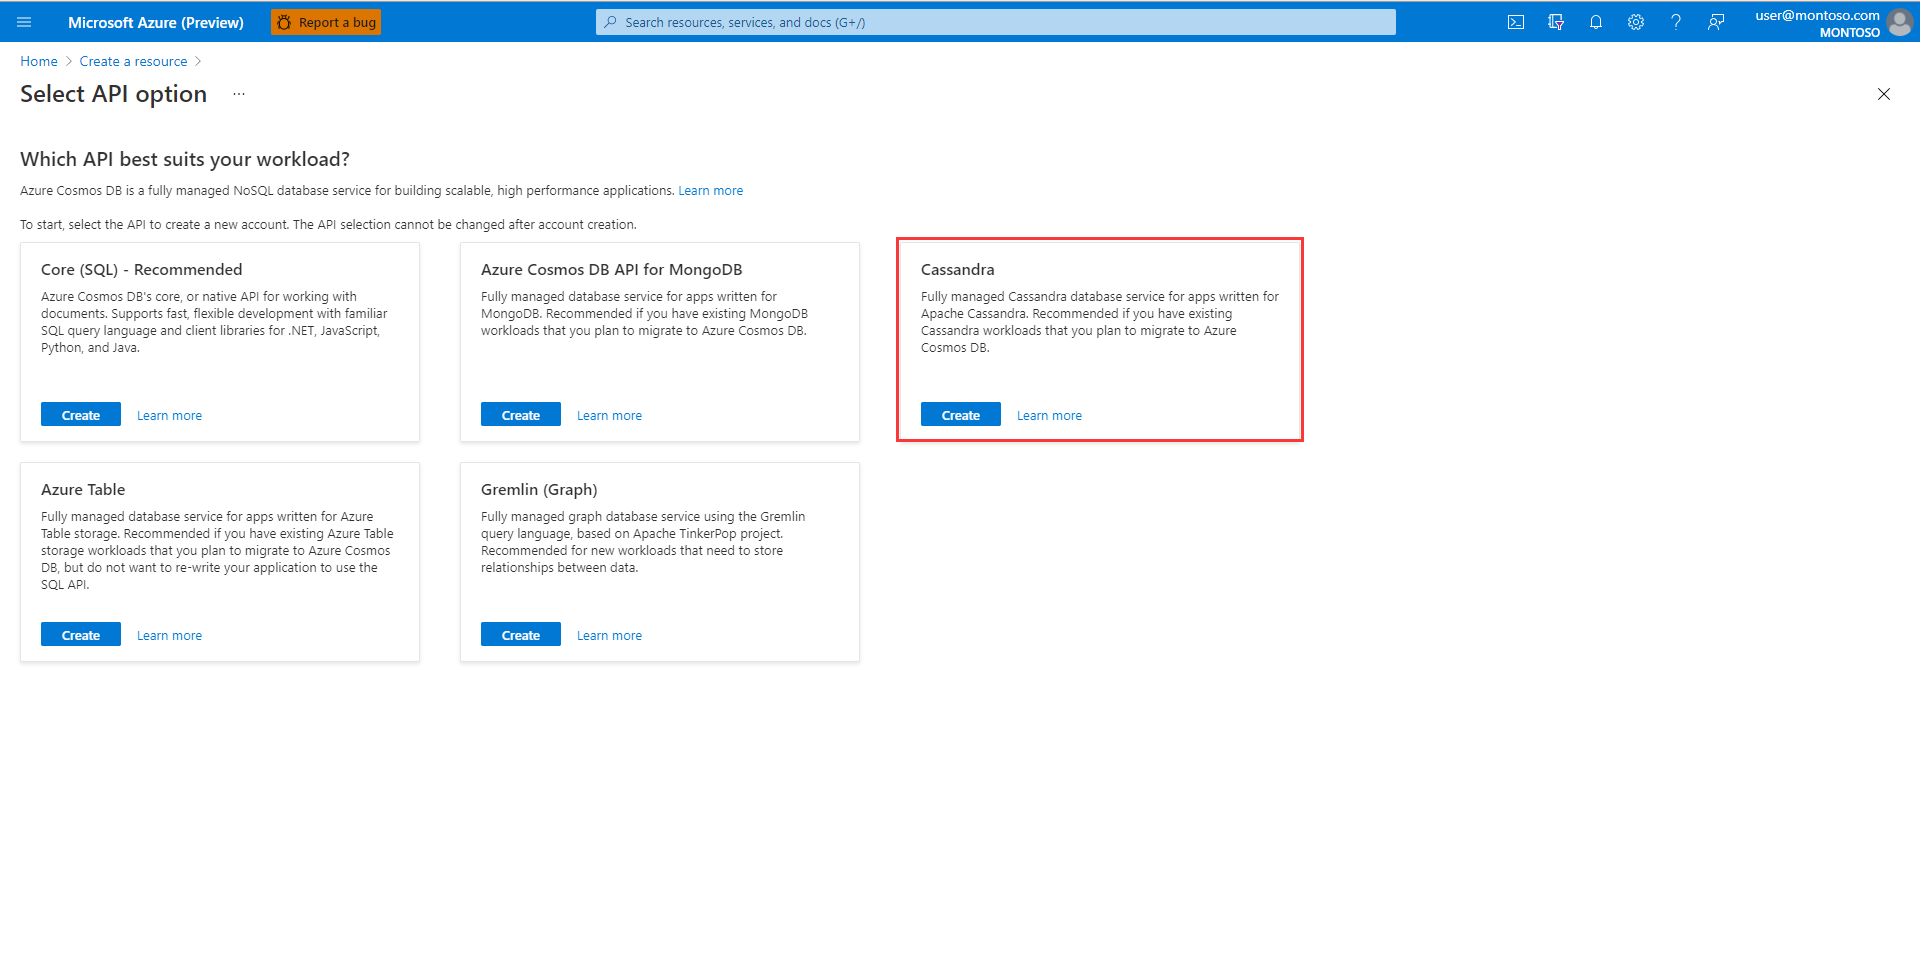 Microsoft Azure (Preview)
Report a bug
Search resources, services, and docs (G+/)
user@montoso.com
MONTOSO
Home > Create a resource >
Select API option ...
Which API best suits your workload?
Azure Cosmos DB is a fully managed NoSQL database service for building scalable, high performance applications. Learn more
To start, select the API to create a new account. The API selection cannot be changed after account creation.
Core (SQL) - Recommended
Azure Cosmos DB's core, or native API for working with
documents. Supports fast, flexible development with familiar
SQL query language and client libraries for .NET, JavaScript,
Python, and Java.
Create Learn more
Azure Cosmos DB API for MongoDB
Fully managed database service for apps written for
MongoDB. Recommended if you have existing MongoDB
workloads that you plan to migrate to Azure Cosmos DB.
Create Learn more
Cassandra
Fully managed Cassandra database service for apps written for
Apache Cassandra. Recommended if you have existing
Cassandra workloads that you plan to migrate to Azure
Cosmos DB.
Create Learn more
Azure Table
Fully managed database service for apps written for Azure
Table storage. Recommended if you have existing Azure Table
storage workloads that you plan to migrate to Azure Cosmos
DB, but do not want to re-write your application to use the
SQL API.
Create Learn more
Gremlin (Graph)
Fully managed graph database service using the Gremlin
query language, based on Apache TinkerPop project.
Recommended for new workloads that need to store
relationships between data.
Create Learn more